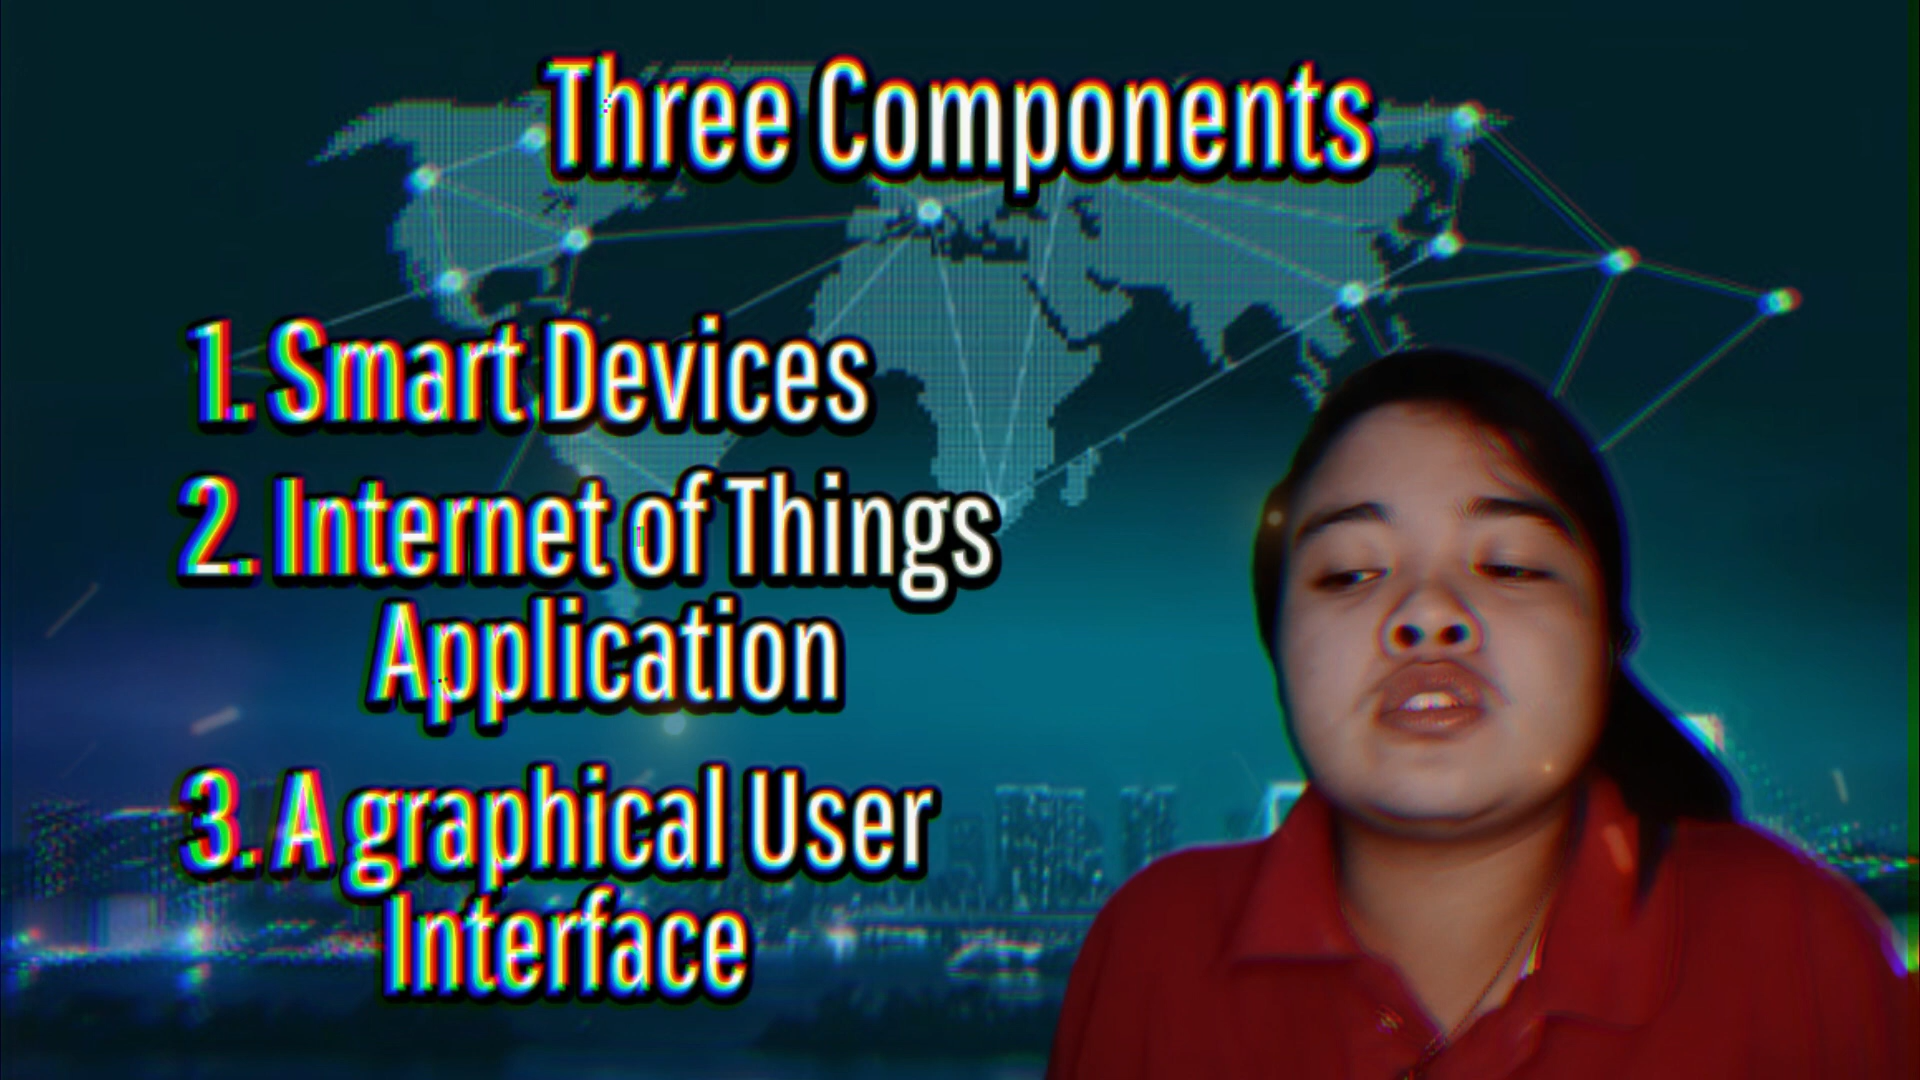 Three Components
1. Smart Devices
2. Internet of Things
Application
3. A graphical User
Interface